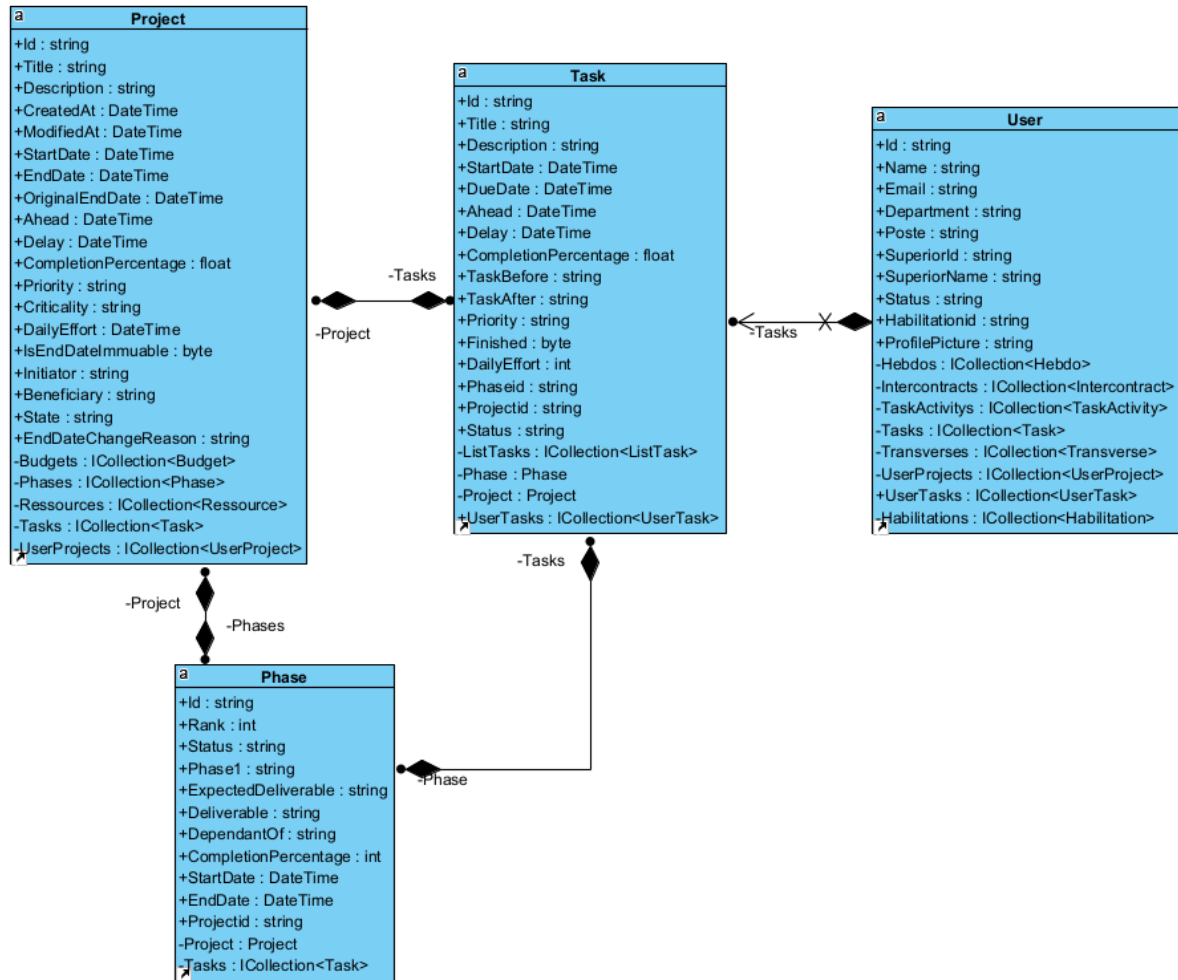 a
Project
+Id : string
+Title : string
+Description : string
+CreatedAt : DateTime
+ModifiedAt : DateTime
+StartDate : DateTime
+EndDate : DateTime
+OriginalEndDate : DateTime
+Ahead : DateTime
+Delay : DateTime
+CompletionPercentage : float
+Priority : string
+Criticality : string
+DailyEffort : DateTime
+IsEndDateImmuable : byte
+Initiator : string
+Beneficiary : string
+State : string
+EndDateChangeReason : string
-Budgets : ICollection<Budget>
-Phases : ICollection<Phase>
-Ressources : ICollection<Ressource>
-Tasks : ICollection<Task>
-UserProjects : ICollection<UserProject>
-Tasks
-Project
a
Task
+Id : string
+Title : string
+Description : string
+StartDate : DateTime
+DueDate : DateTime
+Ahead : DateTime
+Delay : DateTime
+CompletionPercentage : float
+TaskBefore : string
+TaskAfter : string
+Priority : string
+Finished : byte
+DailyEffort : int
+Phaseid : string
+Projectid : string
+Status : string
-ListTasks : ICollection<ListTask>
-Phase : Phase
-Project : Project
+UserTasks : ICollection<UserTask>
-Tasks
a
User
+Id : string
+Name : string
+Email : string
+Department : string
+Poste : string
+SuperiorId : string
+SuperiorName : string
+Status : string
+Habilitationid : string
+ProfilePicture : string
-Hebdos : ICollection<Hebdo>
-Intercontracts : ICollection<Intercontract>
-TaskActivitys : ICollection<TaskActivity>
-Tasks : ICollection<Task>
-Transverses : ICollection<Transverse>
-UserProjects : ICollection<UserProject>
+UserTasks : ICollection<UserTask>
-Habilitations : ICollection<Habilitation>
-Project
-Phases
-Tasks
-Phase
a
Phase
+Id : string
+Rank : int
+Status : string
+Phase1 : string
+ExpectedDeliverable : string
+Deliverable : string
+DependantOf : string
+CompletionPercentage : int
+StartDate : DateTime
+EndDate : DateTime
+Projectid : string
-Project : Project
-Tasks : ICollection<Task>